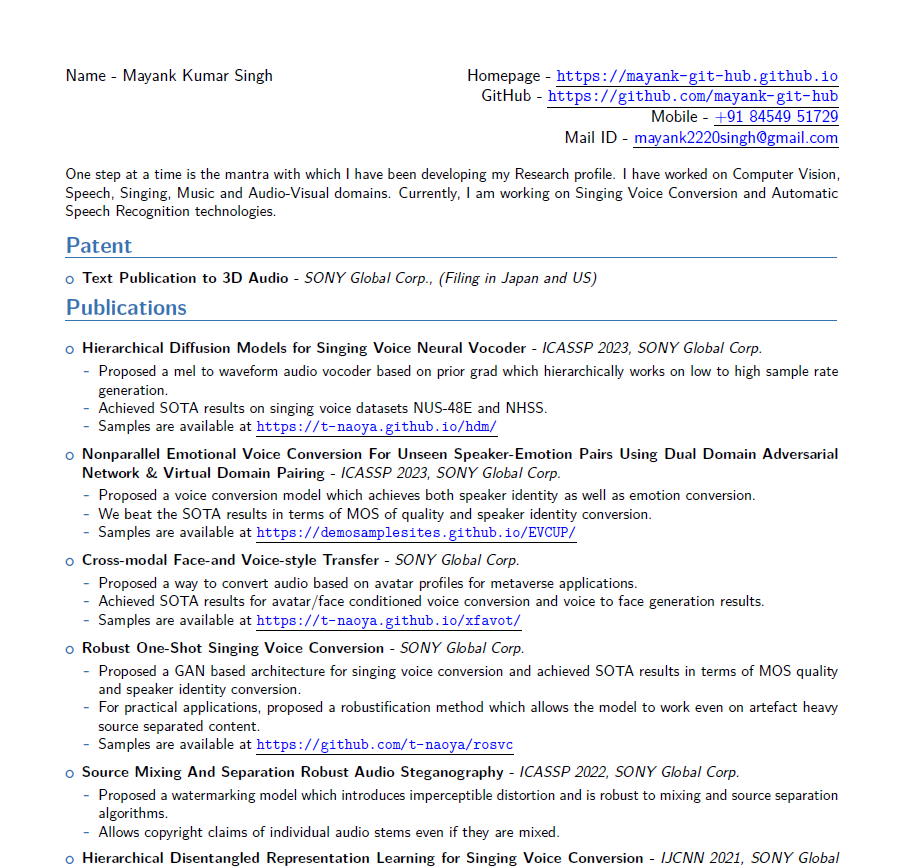 Name - Mayank Kumar Singh
Homepage - https://mayank-git-hub.github.io
GitHub - https://github.com/mayank-git-hub
Mobile - +91 84549 51729
Mail ID - mayank2220singh@gmail.com
One step at a time is the mantra with which I have been developing my Research profile. I have worked on Computer Vision,
Speech, Singing, Music and Audio-Visual domains. Currently, I am working on Singing Voice Conversion and Automatic
Speech Recognition technologies.
Patent
o Text Publication to 3D Audio - SONY Global Corp., (Filing in Japan and US)
Publications
o Hierarchical Diffusion Models for Singing Voice Neural Vocoder - ICASSP 2023, SONY Global Corp.
- Proposed a mel to waveform audio vocoder based on prior grad which hierarchically works on low to high sample rate
generation.
- Achieved SOTA results on singing voice datasets NUS-48E and NHSS.
- Samples are available at https://t-naoya.github.io/hdm/
o Nonparallel Emotional Voice Conversion For Unseen Speaker-Emotion Pairs Using Dual Domain Adversarial
Network & Virtual Domain Pairing - ICASSP 2023, SONY Global Corp.
- Proposed a voice conversion model which achieves both speaker identity as well as emotion conversion.
- We beat the SOTA results in terms of MOS of quality and speaker identity conversion.
- Samples are available at https://demosamplesites.github.io/EVCUP/
o Cross-modal Face-and Voice-style Transfer - SONY Global Corp.
- Proposed a way to convert audio based on avatar profiles for metaverse applications.
- Achieved SOTA results for avatar/face conditioned voice conversion and voice to face generation results.
- Samples are available at https://t-naoya.github.io/xfavot/
o Robust One-Shot Singing Voice Conversion - SONY Global Corp.
- Proposed a GAN based architecture for singing voice conversion and achieved SOTA results in terms of MOS quality
and speaker identity conversion.
- For practical applications, proposed a robustification method which allows the model to work even on artefact heavy
source separated content.
- Samples are available at https://github.com/t-naoya/rosvc
o Source Mixing And Separation Robust Audio Steganography - ICASSP 2022, SONY Global Corp.
- Proposed a watermarking model which introduces imperceptible distortion and is robust to mixing and source separation
algorithms.
- Allows copyright claims of individual audio stems even if they are mixed.
o Hierarchical Disentangled Representation Learning for Singing Voice Conversion - IJCNN 2021, SONY Global